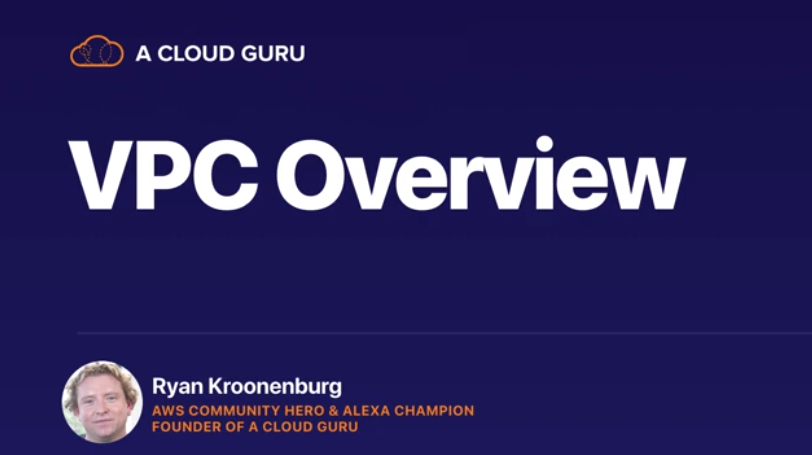 A CLOUD GURU
VPC Overview
Ryan Kroonenburg
AWS COMMUNITY HERO & ALEXA CHAMPION
FOUNDER OF A CLOUD GURU